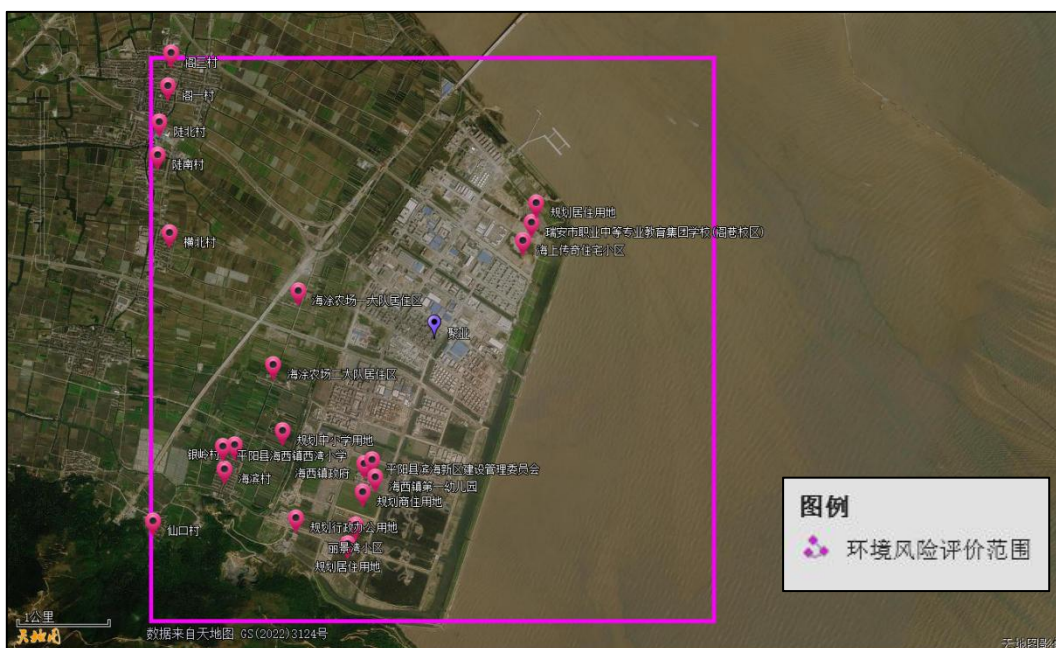 阁二村
阁一村
陡北村
陡南村
横北村
规划居住用地
瑞安市职业中等专业教育集团学校(阁巷校区)
海上传奇住宅小区
海涂农场一大队居住区
聚业
海涂农场二大队居住区
规划中小学用地
银岭村
平阳县海西镇西湾小学
海西镇政府
平阳县滨海新区建设管理委员会
海滨村
海西镇第一幼儿园
规划商住用地
仙口村
规划行政办公用地
丽景湾小区
规划居住用地
图例
环境风险评价范围
1公里
天地图
数据来自天地图 GS(2022)3124号